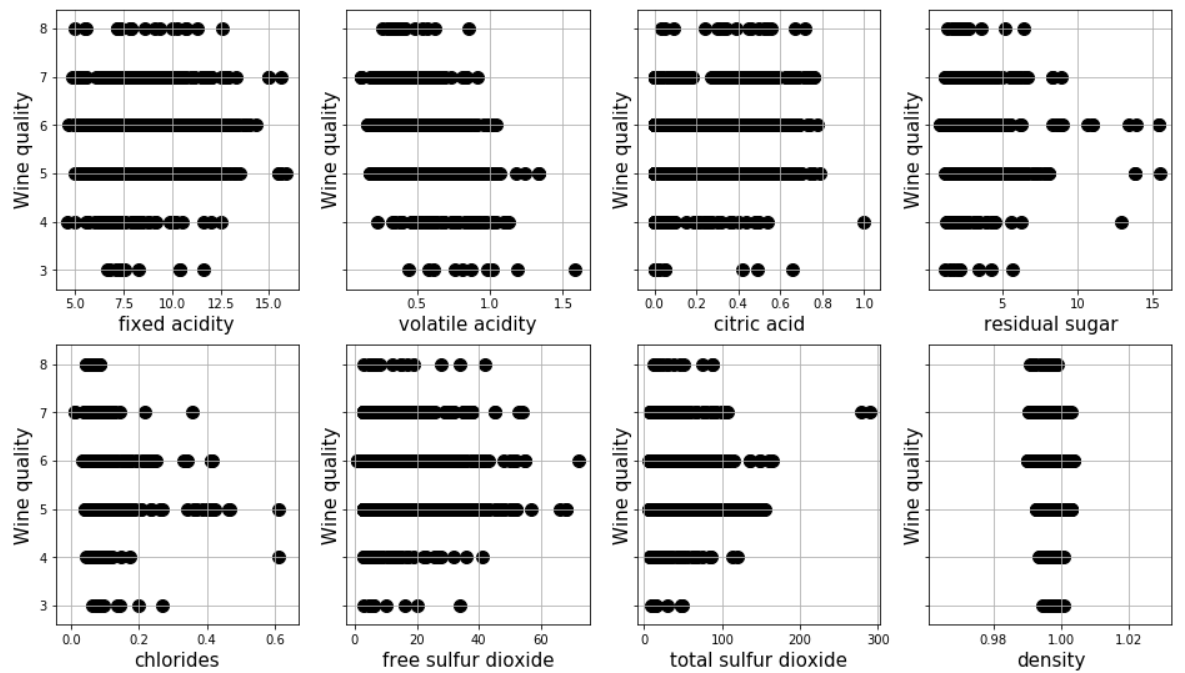 Wine quality
8
7
6
5
4
3
5.0 7.5 10.0 12.5 15.0
fixed acidity
Wine quality
0.5 1.0 1.5
volatile acidity
Wine quality
0.0 0.2 0.4 0.6 0.8 1.0
citric acid
Wine quality
5 10 15
residual sugar
Wine quality
8
7
6
5
4
3
0.0 0.2 0.4 0.6
chlorides
Wine quality
0 20 40 60
free sulfur dioxide
Wine quality
0 100 200 300
total sulfur dioxide
Wine quality
0.98 1.00 1.02
density